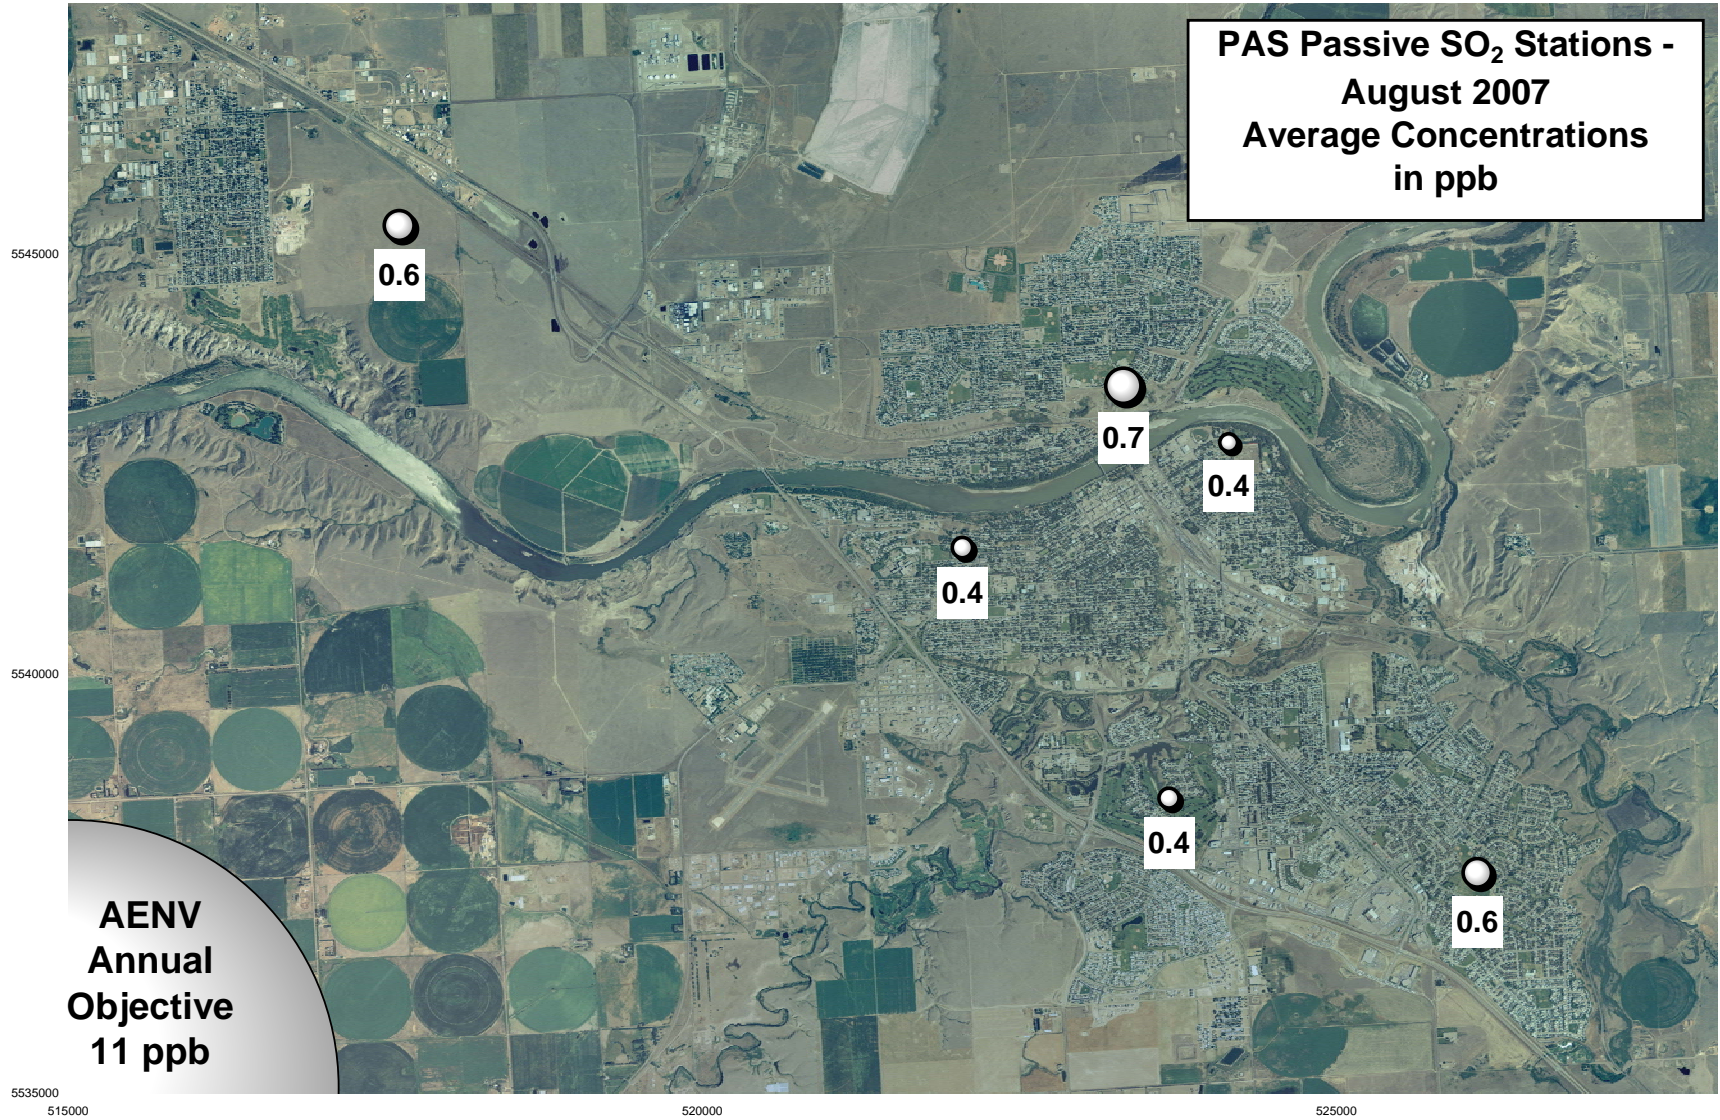 PAS Passive SO₂ Stations -
August 2007
Average Concentrations
in ppb
5545000
0.6
0.7
0.4
0.4
5540000
0.4
0.6
AENV
Annual
Objective
11 ppb
5535000
515000
520000
525000